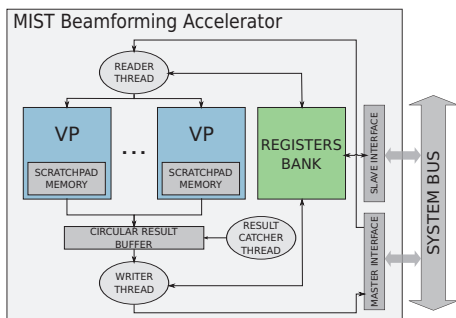 MIST Beamforming Accelerator
READER
THREAD
VP
...
VP
SCRATCHPAD
MEMORY
SCRATCHPAD
MEMORY
REGISTERS
BANK
SLAVE INTERFACE
SYSTEM BUS
CIRCULAR RESULT
BUFFER
RESULT
CATCHER
THREAD
WRITER
THREAD
MASTER INTERFACE